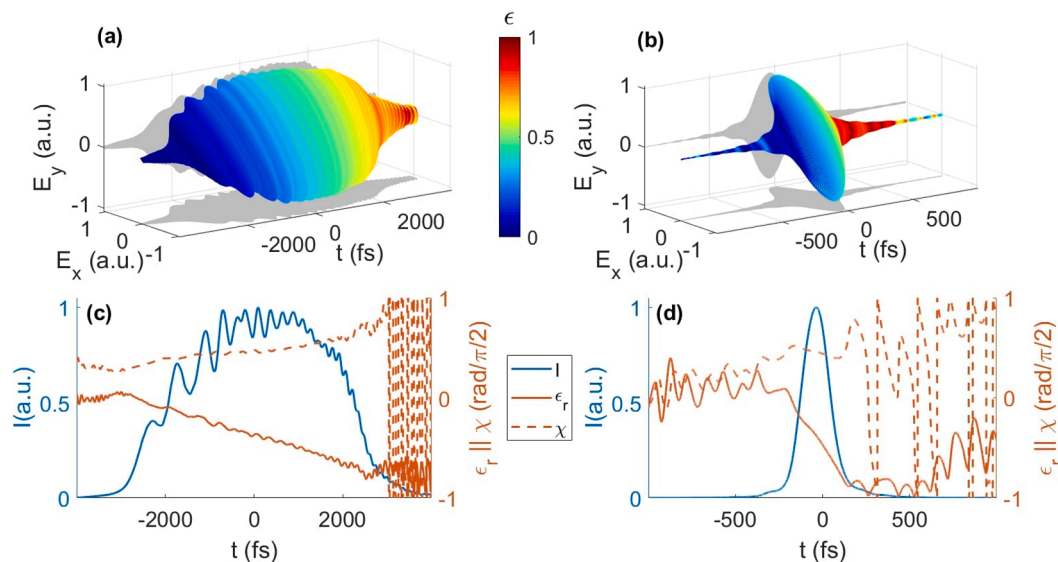 (a)
ϵ
(b)
1
0.5
0
E_y (a.u.)
1
0
-1
1
0
-1
E_x (a.u.)
-2000
0
2000
t (fs)
E_y (a.u.)
1
0
-1
1
0
-1
E_x (a.u.)
-500
0
500
t (fs)
(c)
I(a.u.)
1
0.5
0
-2000
0
2000
t (fs)
1
0
-1
ϵ_r || χ (rad/π/2)
I
ϵ_r
χ
(d)
I(a.u.)
1
0.5
0
-500
0
500
t (fs)
1
0
-1
ϵ_r || χ (rad/π/2)